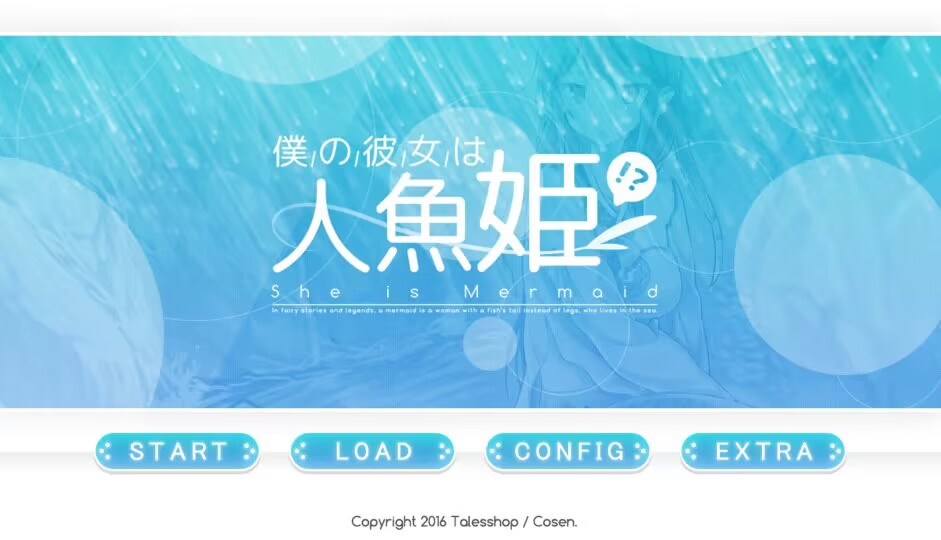 僕の彼女は
人魚姫
!?
She is Mermaid
In fairy stories and legends, a mermaid is a woman with a fish's tail instead of legs, who lives in the sea.
START LOAD CONFIG EXTRA
Copyright 2016 Talesshop / Cosen.